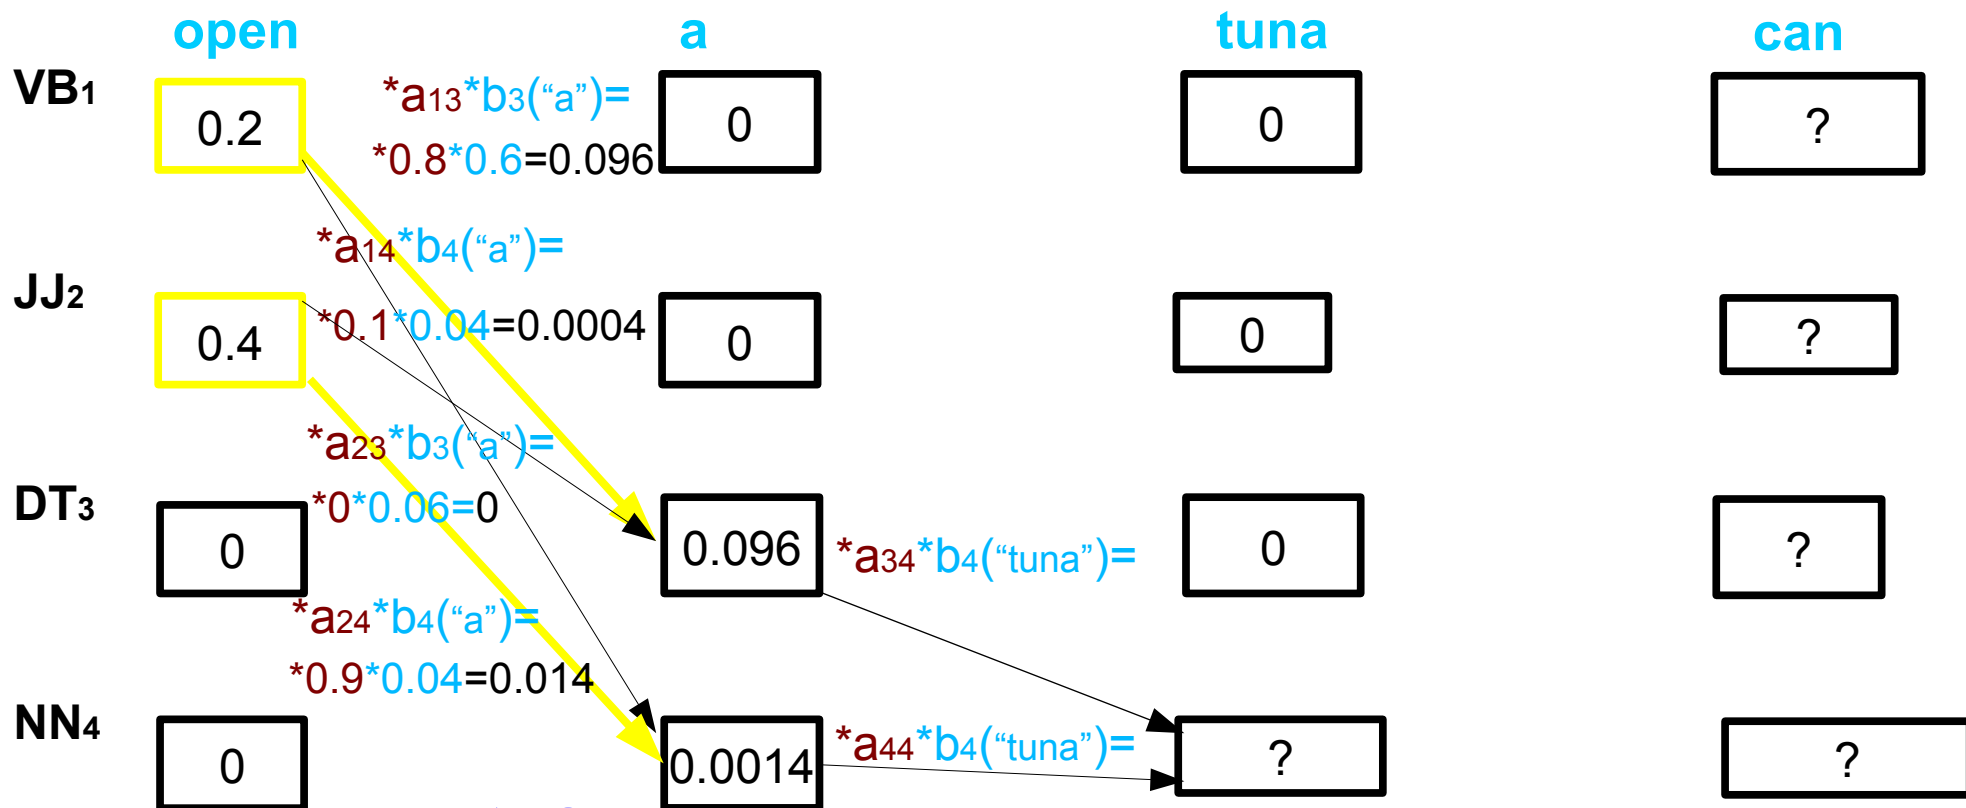 open a tuna can
VB1 0.2 *a13*b3(“a”)= 0 0 ?
*0.8*0.6=0.096
*a14*b4(“a”)=
JJ2 0.4 *0.1*0.04=0.0004 0 0 ?
*a23*b3(“a”)=
DT3 0 *0*0.06=0 0.096 *a34*b4(“tuna”)= 0 ?
*a24*b4(“a”)=
*0.9*0.04=0.014
NN4 0 0.0014 *a44*b4(“tuna”)= ? ?